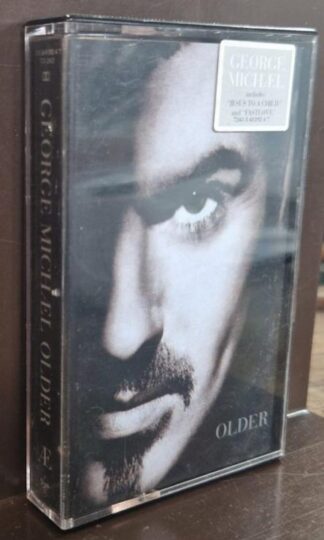 GEORGE
MICHAEL
includes
"JESUS TO A CHILD"
and "FASTLOVE"
OLDER
GEORGE MICHAEL OLDER
Æ